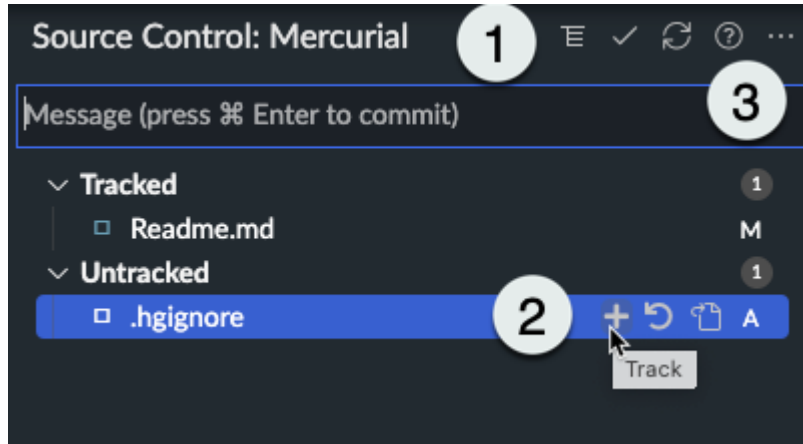 Source Control: Mercurial 1
3
Message (press ⌘ Enter to commit)
Tracked 1
Readme.md M
Untracked 1
.hgignore 2 A
Track